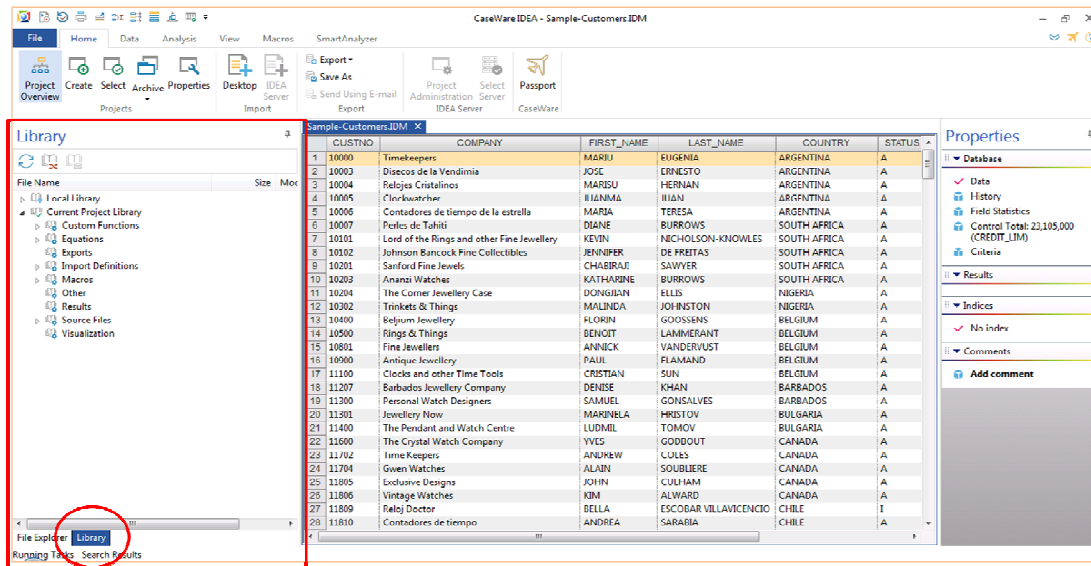 CaseWare IDEA - Sample-Customers.IDM
File Home Data Analysis View Macros SmartAnalyzer
Project Overview Create Select Archive Properties Desktop IDEA Server Export Save As Send Using E-mail Project Administration Select Server Passport
Projects Import Export IDEA Server CaseWare
Library
File Name Size Moc
Local Library
Current Project Library
Custom Functions
Equations
Exports
Import Definitions
Macros
Other
Results
Source Files
Visualization
File Explorer Library
Running Tasks Search Results
Sample-Customers.IDM
CUSTNO COMPANY FIRST_NAME LAST_NAME COUNTRY STATUS
1 10000 Timekeepers MARIU EUGENIA ARGENTINA A
2 10003 Disecos de la Vendimia JOSE ERNESTO ARGENTINA A
3 10004 Relojes Cristalinos MARISU HERNAN ARGENTINA A
4 10005 Clockwatcher JUANMA JUAN ARGENTINA A
5 10006 Contadores de tiempo de la estrella MARIA TERESA ARGENTINA A
6 10007 Perles de Tahiti DIANE BURROWS SOUTH AFRICA A
7 10101 Lord of the Rings and other Fine Jewellery KEVIN NICHOLSON-KNOWLES SOUTH AFRICA A
8 10102 Johnson Bancock Fine Collectibles JENNIFER DE FREITAS SOUTH AFRICA A
9 10201 Sanford Fine Jewels CHABIRAJI SAWYER SOUTH AFRICA A
10 10203 Ananzi Watches KATHARINE BURROWS SOUTH AFRICA A
11 10204 The Corner Jewellery Case DONGJIAN ELLIS NIGERIA A
12 10302 Trinkets & Things MALINDA JOHNSTON NIGERIA A
13 10400 Beljium Jewellery FLORIN GOOSSENS BELGIUM A
14 10500 Rings & Things BENOIT LAMMERANT BELGIUM A
15 10801 Fine Jewellers ANNICK VANDERVUST BELGIUM A
16 10900 Antique Jewellery PAUL FLAMAND BELGIUM A
17 11100 Clocks and other Time Tools CRISTIAN SUN BELGIUM A
18 11207 Barbados Jewellery Company DENISE KHAN BARBADOS A
19 11300 Personal Watch Designers SAMUEL GONSALVES BARBADOS A
20 11301 Jewellery Now MARINELA HRISTOV BULGARIA A
21 11400 The Pendant and Watch Centre LUDMIL TOMOV BULGARIA A
22 11600 The Crystal Watch Company YVES GODBOUT CANADA A
23 11702 Time Keepers ANDREW COLES CANADA A
24 11704 Gwen Watches ALAIN SOUBLIERE CANADA A
25 11805 Exclusive Designs JOHN CULHAM CANADA A
26 11806 Vintage Watches KIM ALWARD CANADA A
27 11809 Reloj Doctor BELLA ESCOBAR VILLAVICENCIO CHILE I
28 11810 Contadores de tiempo ANDREA SARABIA CHILE A
Properties
Database
Data
History
Field Statistics
Control Total: 23,105,000
(CREDIT_LIM)
Criteria
Results
Indices
No index
Comments
Add comment